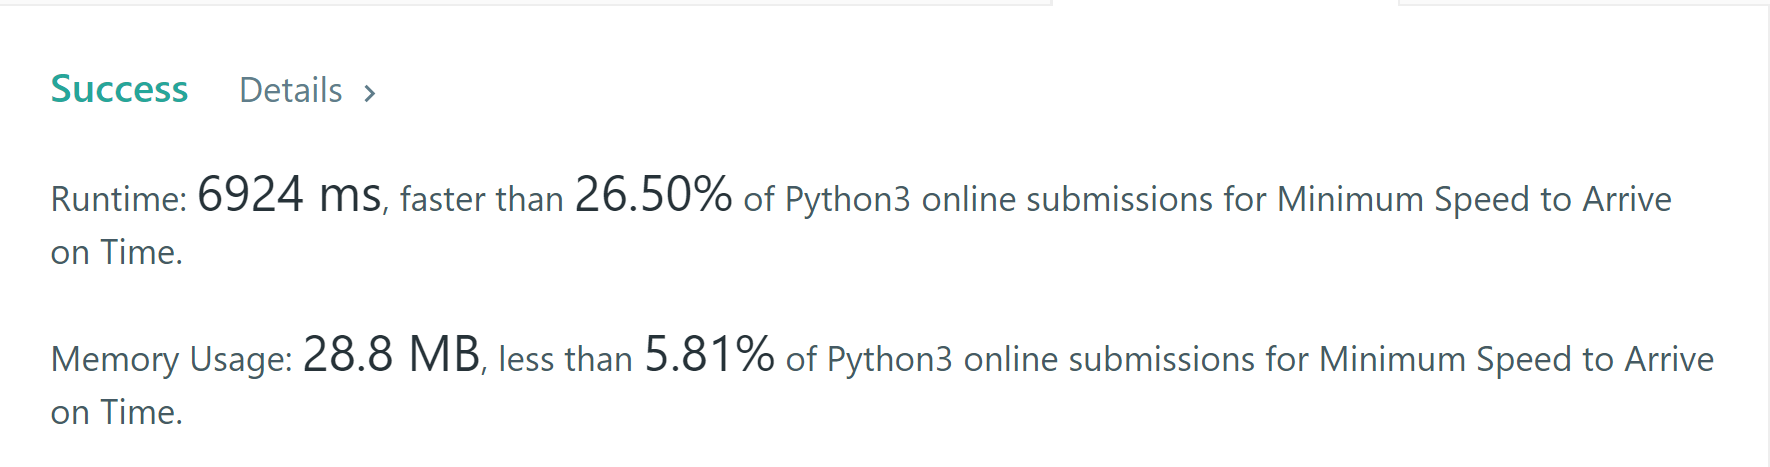 Success Details >
Runtime: 6924 ms, faster than 26.50% of Python3 online submissions for Minimum Speed to Arrive
on Time.
Memory Usage: 28.8 MB, less than 5.81% of Python3 online submissions for Minimum Speed to Arrive
on Time.